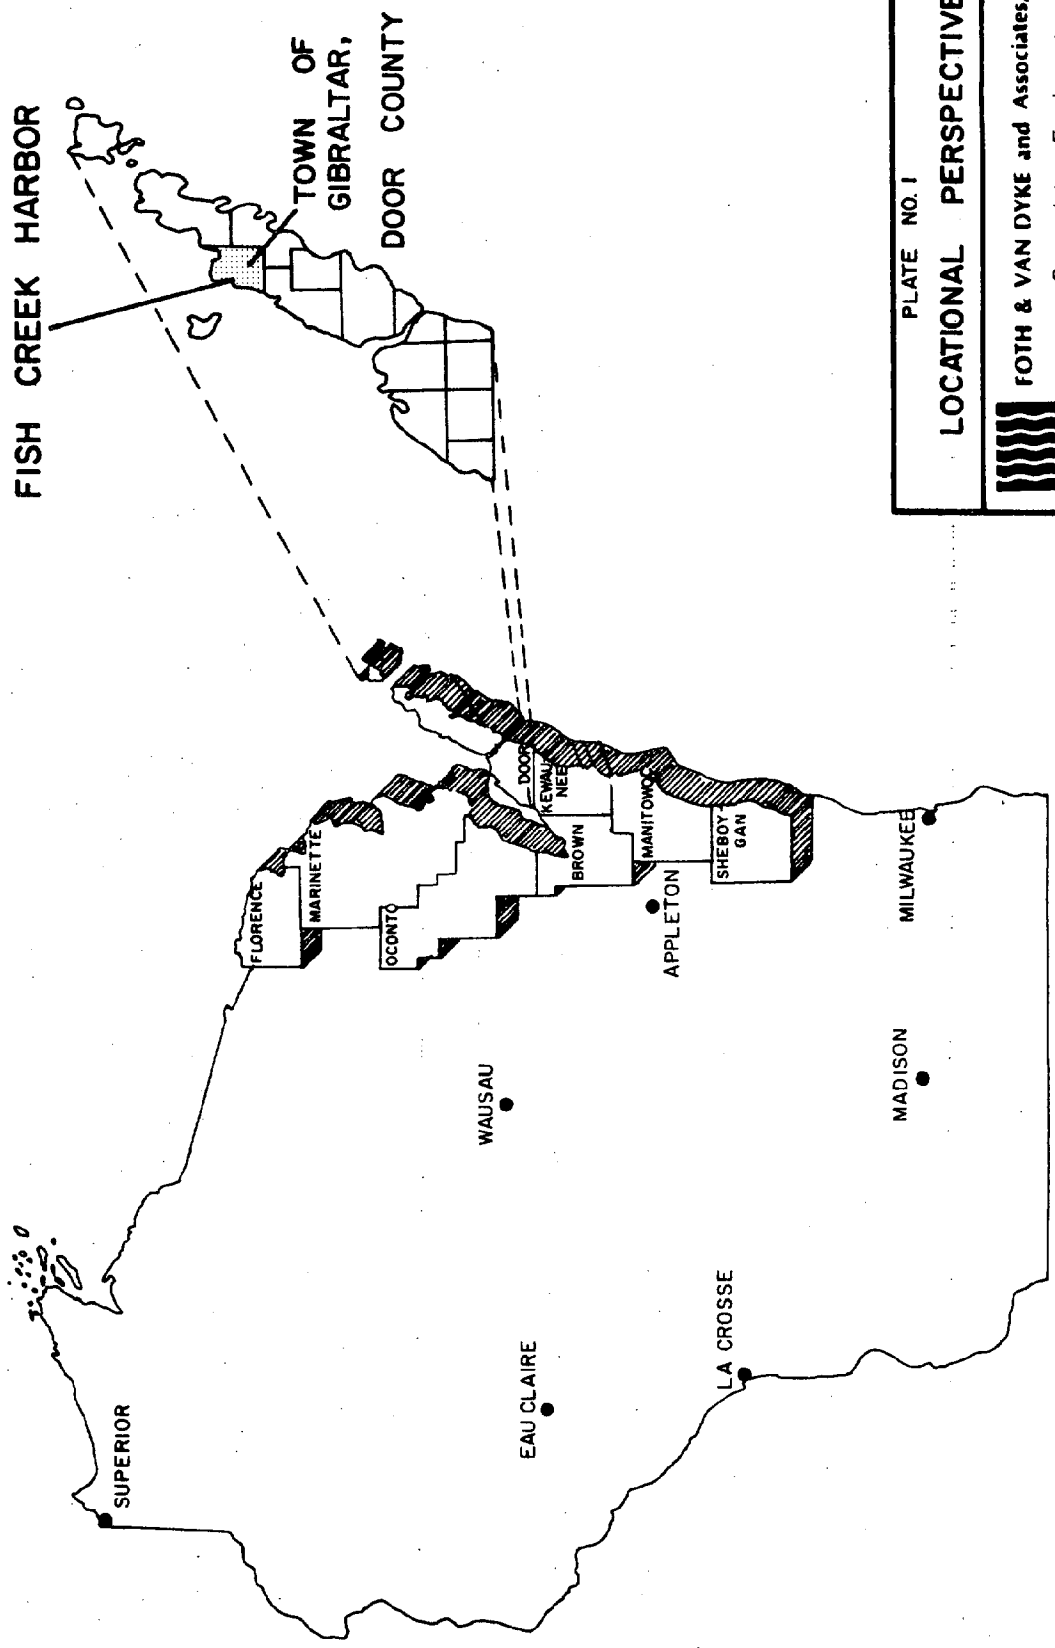 FISH CREEK HARBOR
TOWN OF
GIBRALTAR,
DOOR COUNTY
SUPERIOR
EAU CLAIRE
LA CROSSE
WAUSAU
MADISON
MILWAUKEE
APPLETON
FLORENCE
MARINETTE
OCONTO
BROWN
DOOR
KEWAU-
NEE
MANITOWOC
SHEBOY-
GAN
PLATE NO. 1
LOCATIONAL PERSPECTIVE
FOTH & VAN DYKE and Associates,